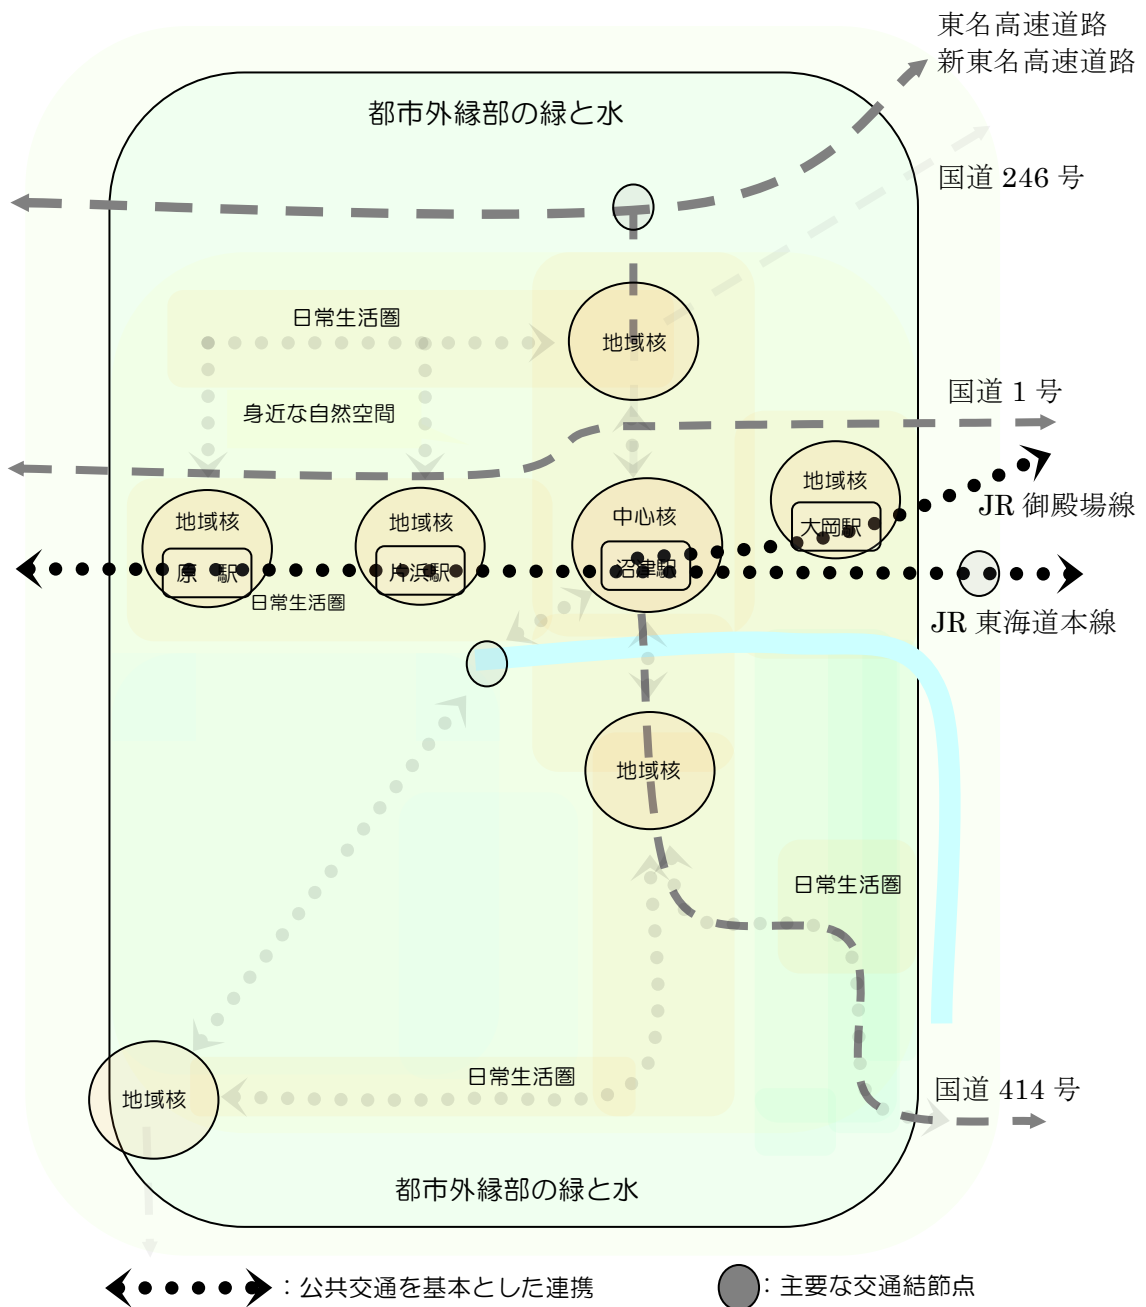 東名高速道路
新東名高速道路
都市外縁部の緑と水
国道 246 号
日常生活圏
地域核
国道 1 号
身近な自然空間
地域核
大岡駅
JR 御殿場線
地域核
原 駅
地域核
片浜駅
中心核
沼津駅
日常生活圏
JR 東海道本線
地域核
日常生活圏
日常生活圏
地域核
国道 414 号
都市外縁部の緑と水
：公共交通を基本とした連携
：主要な交通結節点